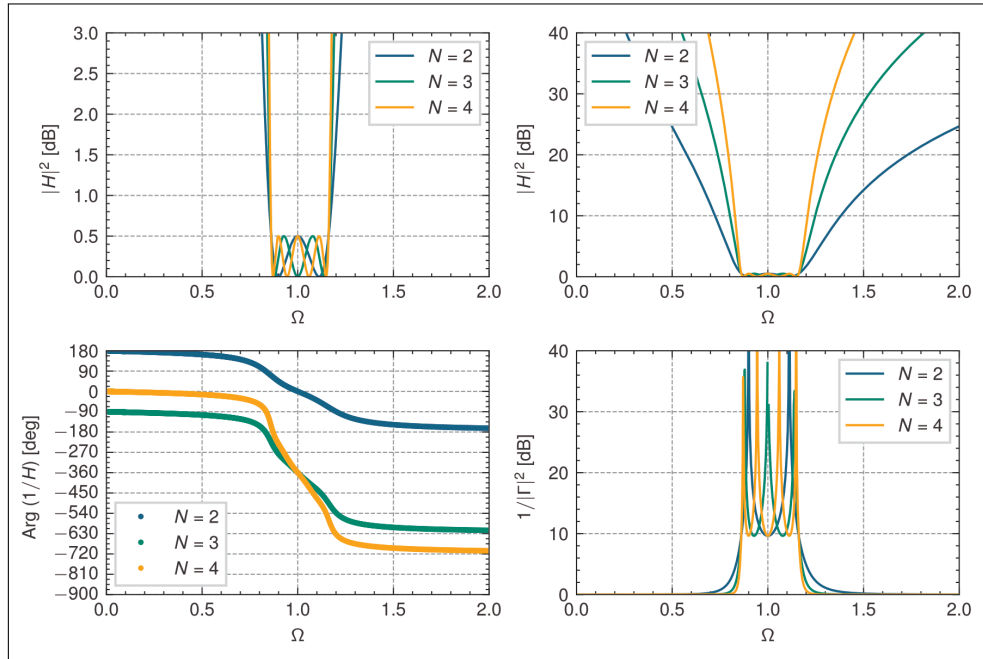 3.0
2.5
2.0
1.5
1.0
0.5
0.0
|H|² [dB]
N = 2
N = 3
N = 4
0.0 0.5 1.0 1.5 2.0
Ω
40
30
20
10
0
|H|² [dB]
N = 2
N = 3
N = 4
0.0 0.5 1.0 1.5 2.0
Ω
180
90
0
−90
−180
−270
−360
−450
−540
−630
−720
−810
−900
Arg (1/H) [deg]
N = 2
N = 3
N = 4
0.0 0.5 1.0 1.5 2.0
Ω
40
30
20
10
0
1/|Γ|² [dB]
N = 2
N = 3
N = 4
0.0 0.5 1.0 1.5 2.0
Ω